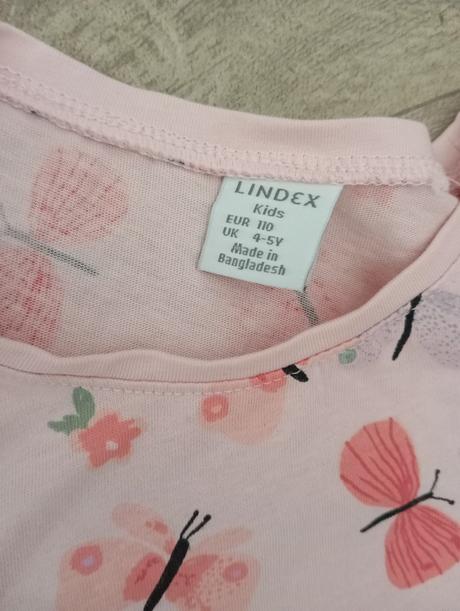 LINDEX
Kids
EUR 110
UK 4-5Y
Made in
Bangladesh